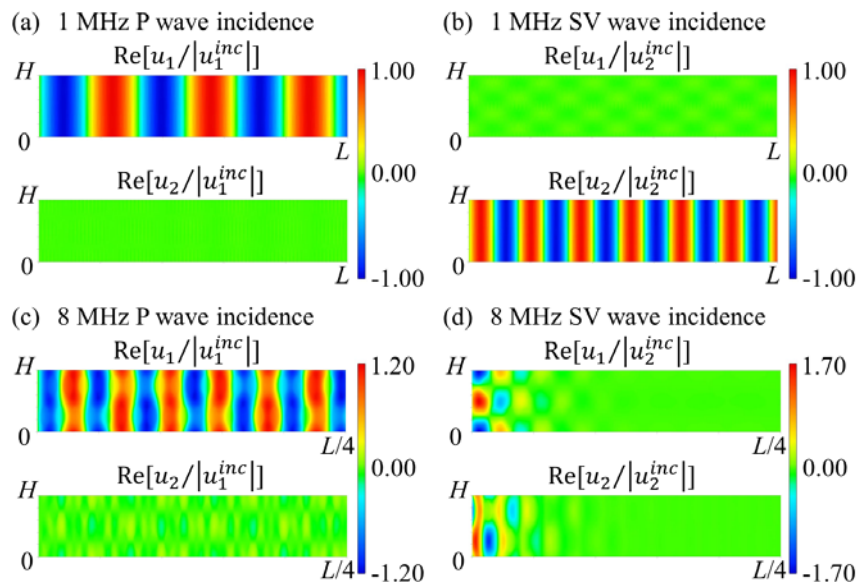 (a) 1 MHz P wave incidence
Re[u₁/|u₁ⁱⁿᶜ|]
H
0
L
Re[u₂/|u₁ⁱⁿᶜ|]
H
0
L
1.00
0.00
-1.00
(b) 1 MHz SV wave incidence
Re[u₁/|u₂ⁱⁿᶜ|]
H
0
L
Re[u₂/|u₂ⁱⁿᶜ|]
H
0
L
1.00
0.00
-1.00
(c) 8 MHz P wave incidence
Re[u₁/|u₁ⁱⁿᶜ|]
H
0
L/4
Re[u₂/|u₁ⁱⁿᶜ|]
H
0
L/4
1.20
0.00
-1.20
(d) 8 MHz SV wave incidence
Re[u₁/|u₂ⁱⁿᶜ|]
H
0
L/4
Re[u₂/|u₂ⁱⁿᶜ|]
H
0
L/4
1.70
0.00
-1.70